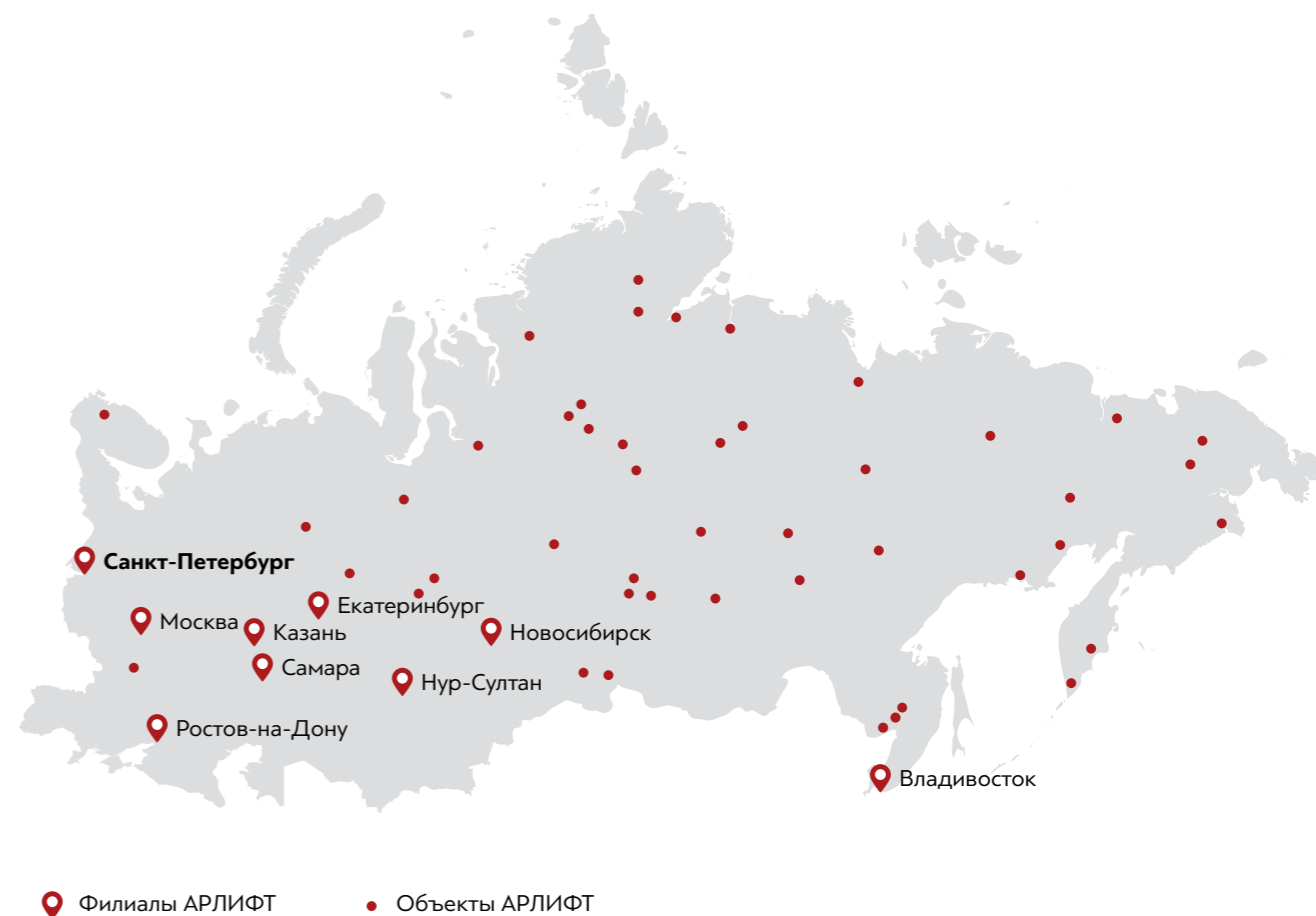 Санкт-Петербург
Екатеринбург
Москва
Казань
Новосибирск
Самара
Нур-Султан
Ростов-на-Дону
Владивосток
Филиалы АРЛИФТ
Объекты АРЛИФТ